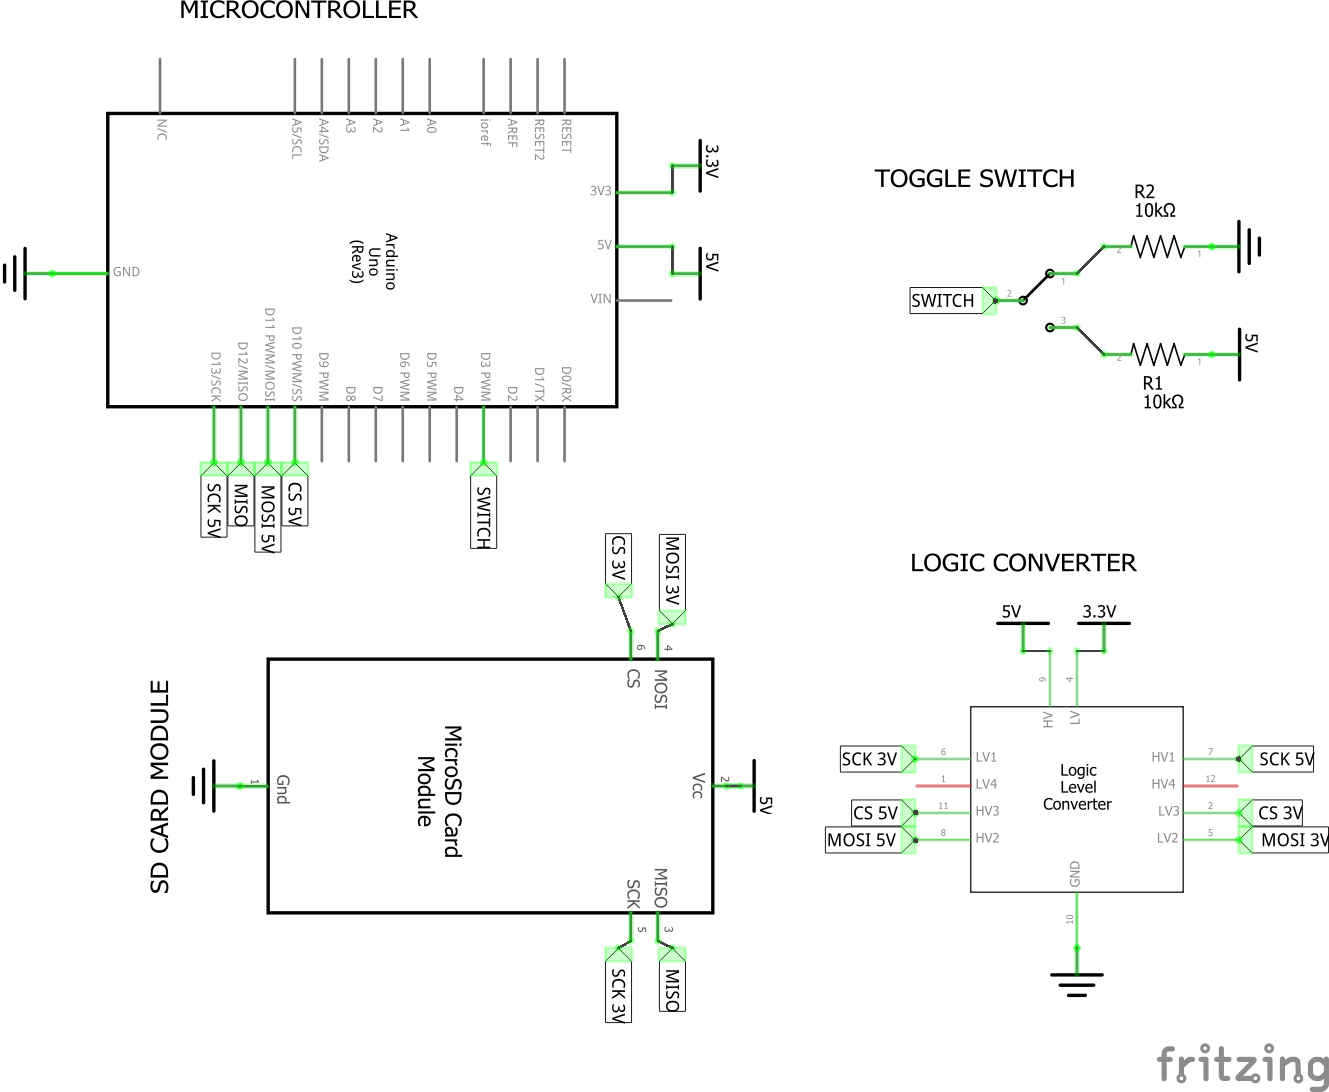 MICROCONTROLLER
N/C
A5/SCL
A4/SDA
A3
A2
A1
A0
ioref
AREF
RESET2
RESET
3V3
3.3V
5V
5V
VIN
GND
Arduino
Uno
(Rev3)
D13/SCK
D12/MISO
D11 PWM/MOSI
D10 PWM/SS
D9 PWM
D8
D7
D6 PWM
D5 PWM
D4
D3 PWM
D2
D1/TX
D0/RX
SCK 5V
MISO
MOSI 5V
CS 5V
SWITCH
TOGGLE SWITCH
R2
10kΩ
2
1
1
SWITCH
2
3
2
1
5V
R1
10kΩ
SD CARD MODULE
CS 3V
MOSI 3V
6
4
CS
MOSI
MicroSD Card
Module
1
Gnd
Vcc
2
5V
SCK
MISO
5
3
SCK 3V
MISO
LOGIC CONVERTER
5V
3.3V
9
4
HV
LV
SCK 3V
6
LV1
1
LV4
CS 5V
11
HV3
MOSI 5V
8
HV2
Logic
Level
Converter
HV1
7
SCK 5V
HV4
12
LV3
2
CS 3V
LV2
5
MOSI 3V
GND
10
fritzing